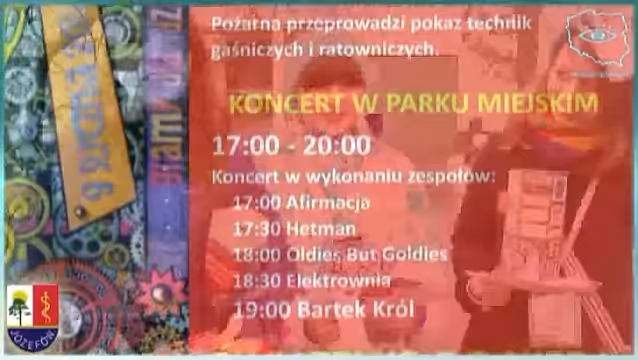 Pożarna przeprowadzi pokaz technik
gaśniczych i ratowniczych.
KONCERT W PARKU MIEJSKIM
17:00 - 20:00
Koncert w wykonaniu zespołów:
17:00 Afirmacja
17:30 Hetman
18:00 Oldies But Goldies
18:30 Elektrownia
19:00 Bartek Król
JÓZEFÓW